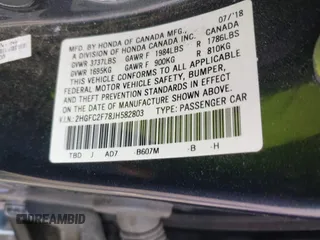 MFD. BY HONDA OF CANADA MFG., 07/18
A DIVISION OF HONDA CANADA INC., CANADA
GVWR 3737LBS GAWR F 1984LBS R 1786LBS
GVWR 1695KG GAWR F 900KG R 810KG
THIS VEHICLE CONFORMS TO ALL APPLICABLE
FEDERAL MOTOR VEHICLE SAFETY, BUMPER,
AND THEFT PREVENTION STANDARDS IN EFFECT ON
THE DATE OF MANUFACTURE SHOWN ABOVE.
V.I.N.: 2HGFC2F78JH582803 TYPE: PASSENGER CAR
TBD J AD7 -B607M -B -H
DREAMBID